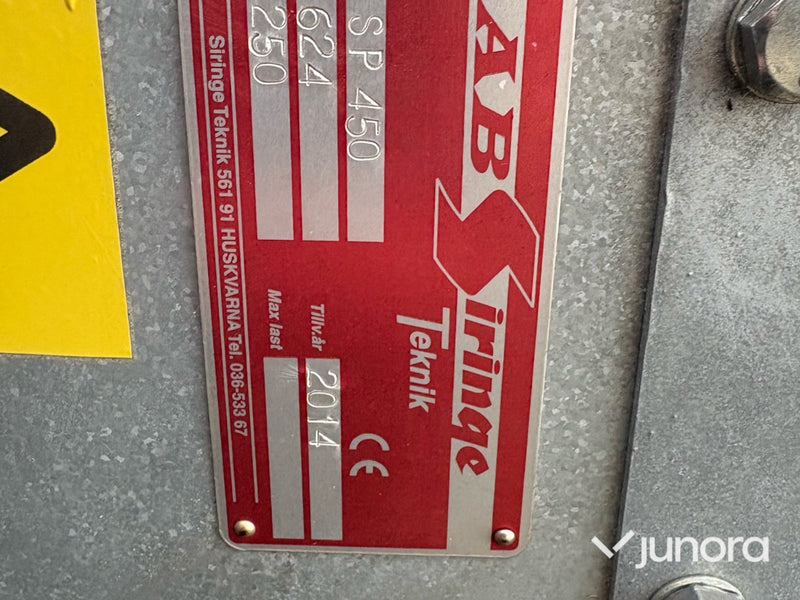 AB Siringe
Teknik
CE
SP 450
624
Tillv.år 2014
250
Max last
Siringe Teknik 561 91 HUSKVARNA Tel. 036-533 67
junora